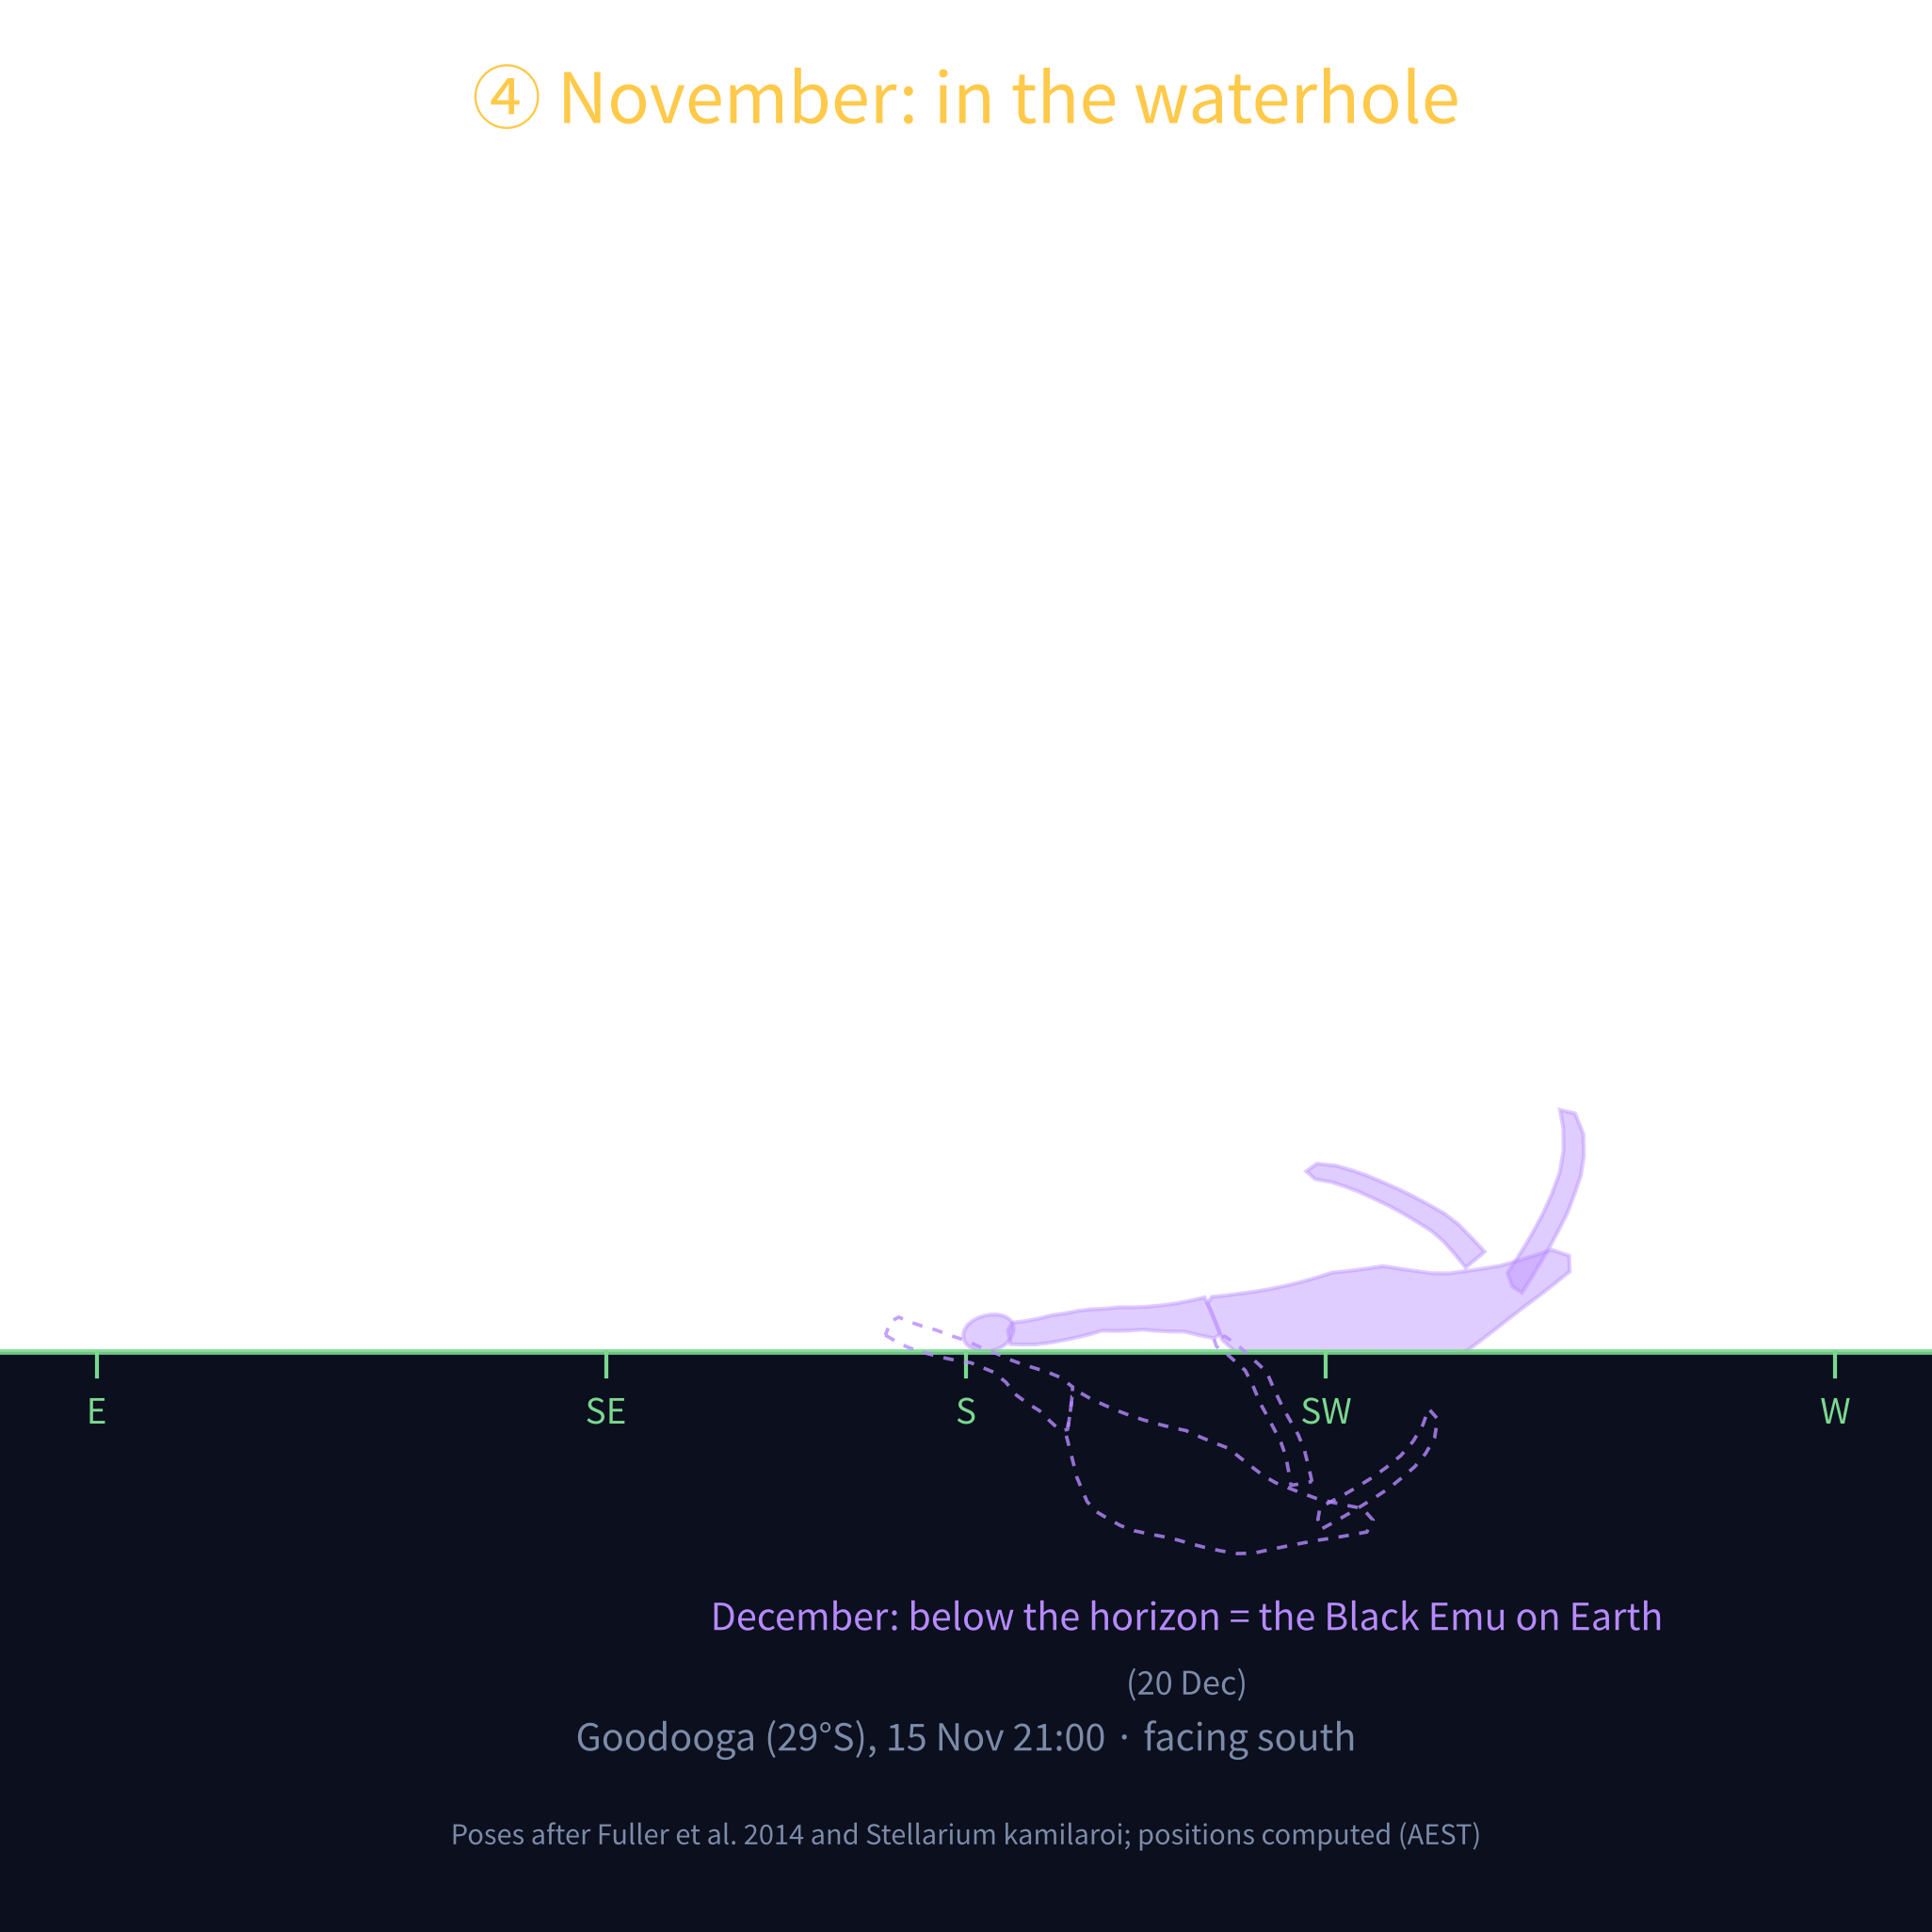 ④ November: in the waterhole
E SE S SW W
December: below the horizon = the Black Emu on Earth
(20 Dec)
Goodooga (29°S), 15 Nov 21:00 · facing south
Poses after Fuller et al. 2014 and Stellarium kamilaroi; positions computed (AEST)